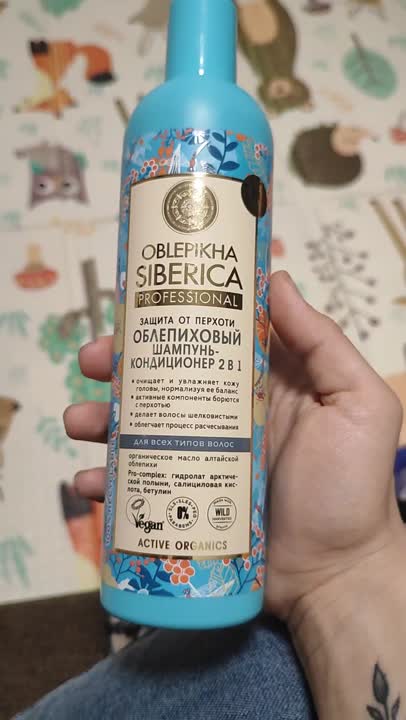 OBLEPIKHA
SIBERICA
PROFESSIONAL
ЗАЩИТА ОТ ПЕРХОТИ
ОБЛЕПИХОВЫЙ
ШАМПУНЬ-
КОНДИЦИОНЕР 2 В 1
• очищает и увлажняет кожу
головы, нормализуя ее баланс
• активные компоненты борются
с перхотью
• делает волосы шелковистыми
• облегчает процесс расчесывания
для всех типов волос
органическое масло алтайской
облепихи
Pro-complex: гидролат арктиче-
ской полыни, салициловая кис-
лота, бетулин
Vegan
0%
WILD
ACTIVE ORGANICS